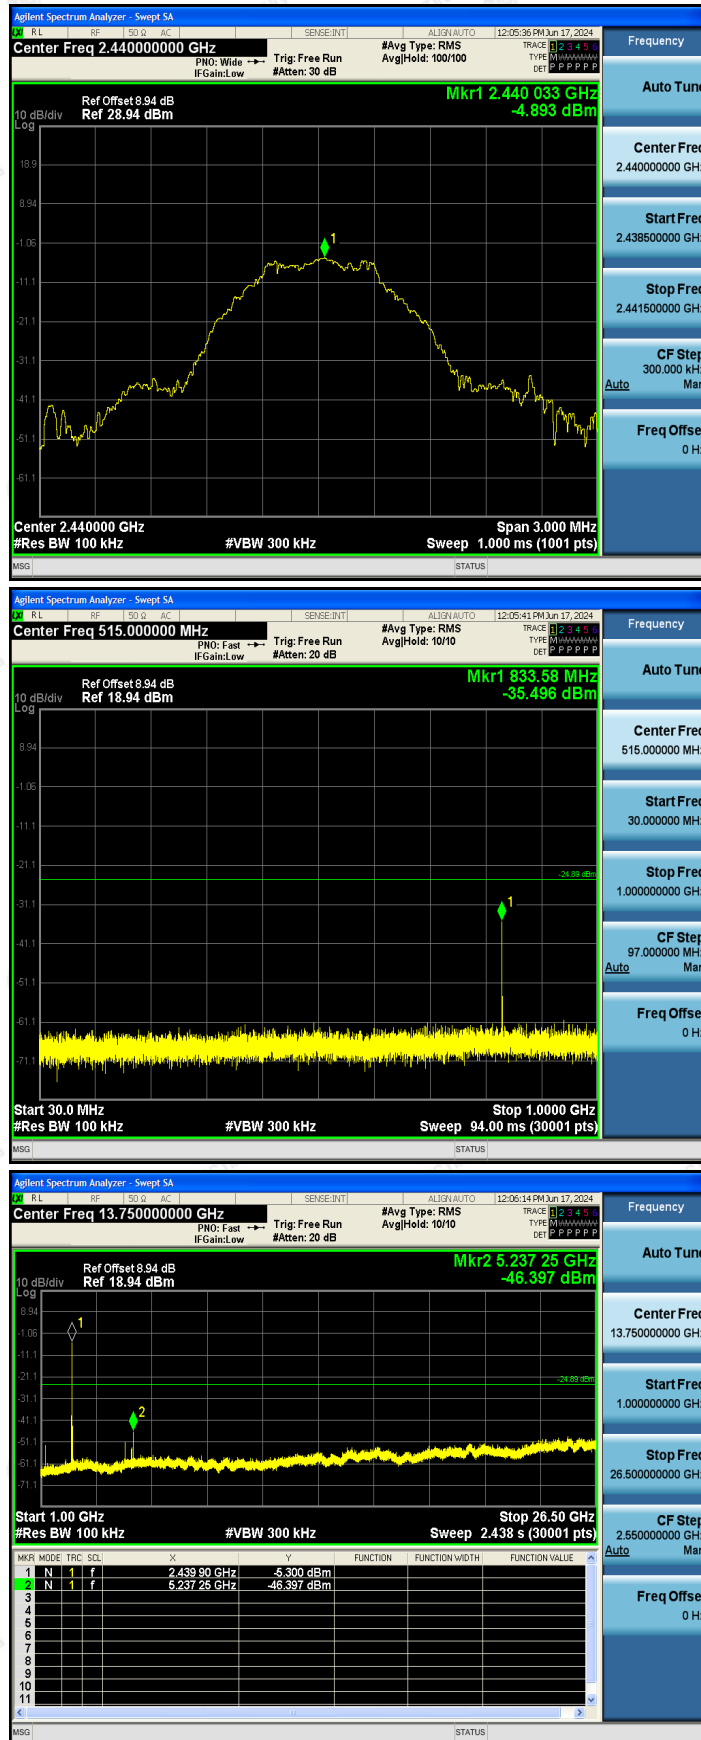 Agilent Spectrum Analyzer - Swept SA
LXI RL RF 50 Ω AC SENSE:INT ALIGN AUTO 12:05:36 PM Jun 17, 2024
Center Freq 2.440000000 GHz #Avg Type: RMS TRACE 1 2 3 4 5 6
PNO: Wide Trig: Free Run Avg|Hold: 100/100 TYPE M WWWWW
IFGain:Low #Atten: 30 dB DET P P P P P P
Mkr1 2.440 033 GHz
-4.893 dBm
Ref Offset 8.94 dB
10 dB/div Ref 28.94 dBm
Log
18.9
8.94
-1.06
-11.1
-21.1
-31.1
-41.1
-51.1
-61.1
1
Center 2.440000 GHz Span 3.000 MHz
#Res BW 100 kHz #VBW 300 kHz Sweep 1.000 ms (1001 pts)
MSG STATUS
Frequency
Auto Tune
Center Freq
2.440000000 GHz
Start Freq
2.438500000 GHz
Stop Freq
2.441500000 GHz
CF Step
300.000 kHz
Auto Man
Freq Offset
0 Hz
Agilent Spectrum Analyzer - Swept SA
LXI RL RF 50 Ω AC SENSE:INT ALIGN AUTO 12:05:41 PM Jun 17, 2024
Center Freq 515.000000 MHz #Avg Type: RMS TRACE 1 2 3 4 5 6
PNO: Fast Trig: Free Run Avg|Hold: 10/10 TYPE M WWWWW
IFGain:Low #Atten: 20 dB DET P P P P P P
Mkr1 833.58 MHz
-35.496 dBm
Ref Offset 8.94 dB
10 dB/div Ref 18.94 dBm
Log
8.94
-1.06
-11.1
-21.1
-31.1
-41.1
-51.1
-61.1
-71.1
-24.89 dBm
1
Start 30.0 MHz Stop 1.0000 GHz
#Res BW 100 kHz #VBW 300 kHz Sweep 94.00 ms (30001 pts)
MSG STATUS
Frequency
Auto Tune
Center Freq
515.000000 MHz
Start Freq
30.000000 MHz
Stop Freq
1.000000000 GHz
CF Step
97.000000 MHz
Auto Man
Freq Offset
0 Hz
Agilent Spectrum Analyzer - Swept SA
LXI RL RF 50 Ω AC SENSE:INT ALIGN AUTO 12:06:14 PM Jun 17, 2024
Center Freq 13.750000000 GHz #Avg Type: RMS TRACE 1 2 3 4 5 6
PNO: Fast Trig: Free Run Avg|Hold: 10/10 TYPE M WWWWW
IFGain:Low #Atten: 20 dB DET P P P P P P
Mkr2 5.237 25 GHz
-46.397 dBm
Ref Offset 8.94 dB
10 dB/div Ref 18.94 dBm
Log
8.94
-1.06
-11.1
-21.1
-31.1
-41.1
-51.1
-61.1
-71.1
-24.89 dBm
1
2
Start 1.00 GHz Stop 26.50 GHz
#Res BW 100 kHz #VBW 300 kHz Sweep 2.438 s (30001 pts)
MKR MODE TRC SCL X Y FUNCTION FUNCTION WIDTH FUNCTION VALUE
1 N 1 f 2.439 90 GHz -5.300 dBm
2 N 1 f 5.237 25 GHz -46.397 dBm
3
4
5
6
7
8
9
10
11
MSG STATUS
Frequency
Auto Tune
Center Freq
13.750000000 GHz
Start Freq
1.000000000 GHz
Stop Freq
26.500000000 GHz
CF Step
2.550000000 GHz
Auto Man
Freq Offset
0 Hz